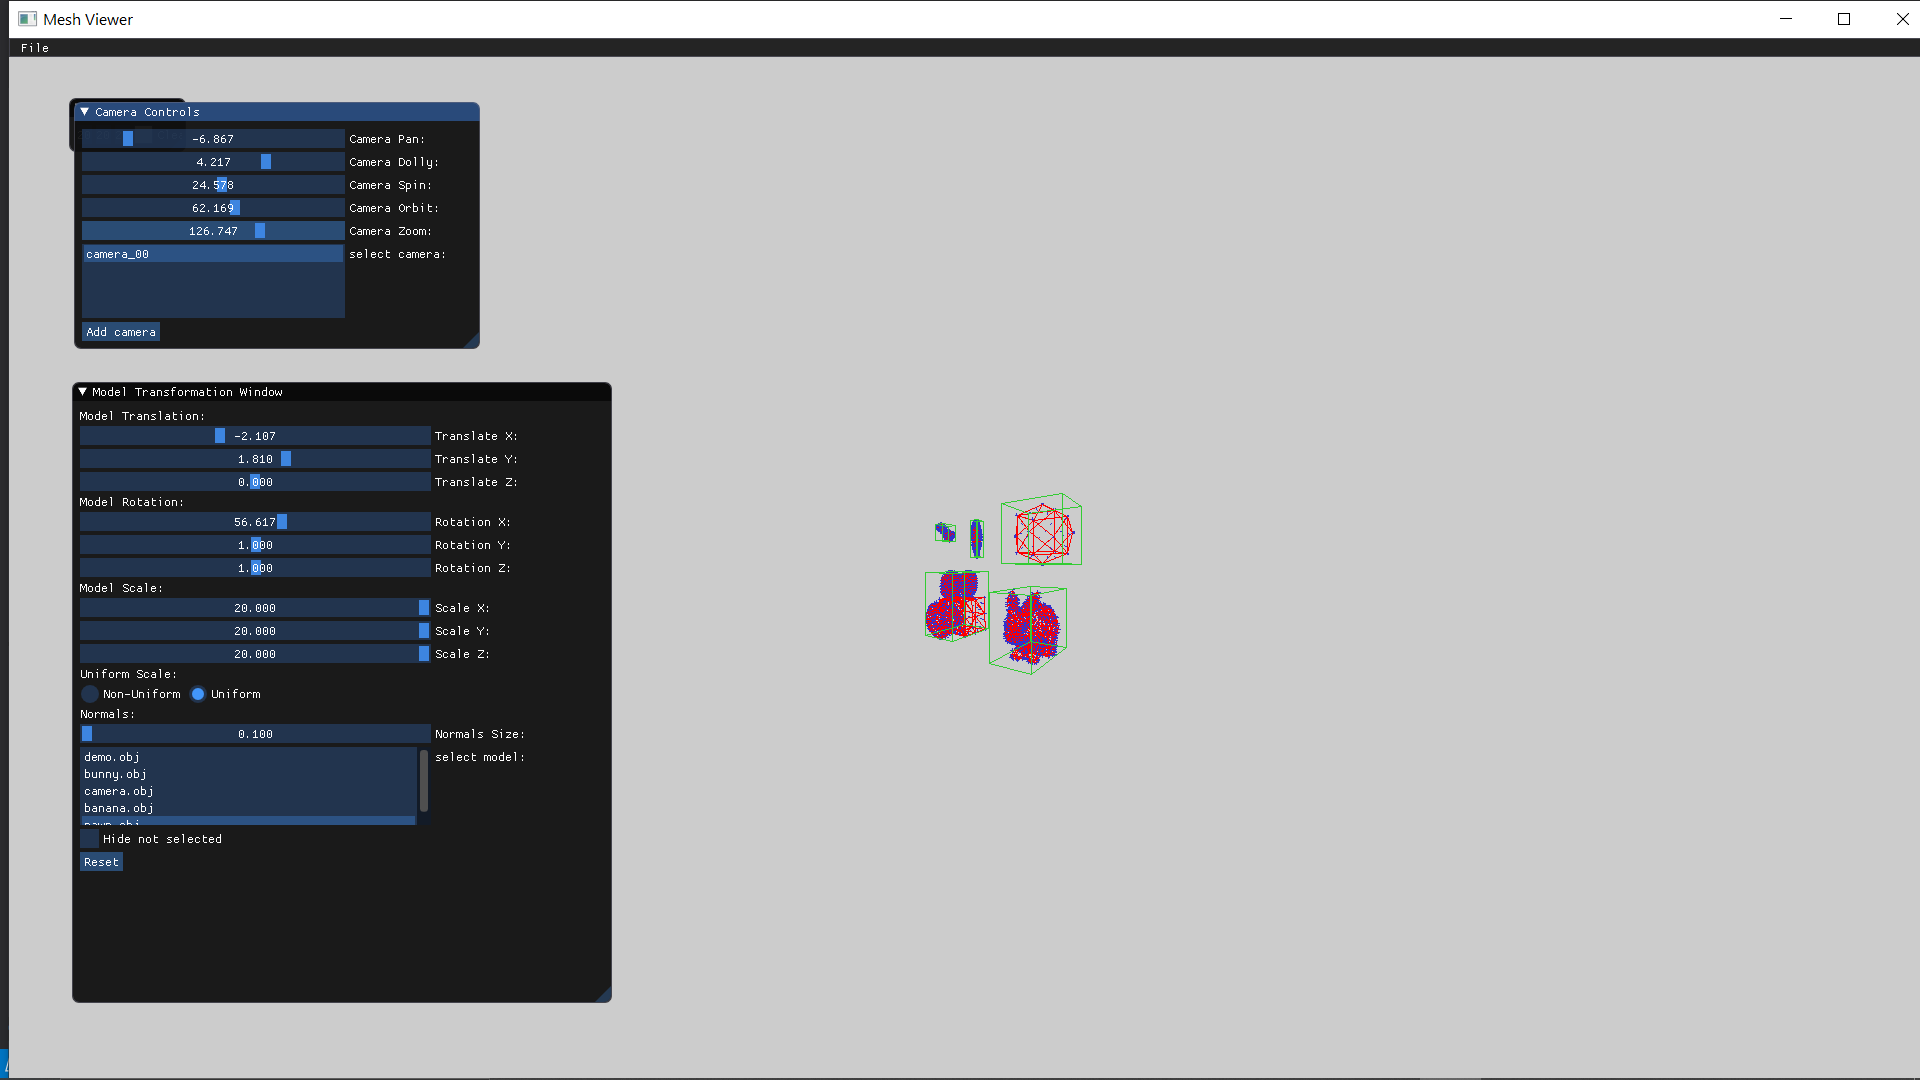 Mesh Viewer
File
Camera Controls
-6.867 Camera Pan:
4.217 Camera Dolly:
24.578 Camera Spin:
62.169 Camera Orbit:
126.747 Camera Zoom:
camera_00 select camera:
Add camera
Model Transformation Window
Model Translation:
-2.107 Translate X:
1.810 Translate Y:
0.000 Translate Z:
Model Rotation:
56.617 Rotation X:
1.000 Rotation Y:
1.000 Rotation Z:
Model Scale:
20.000 Scale X:
20.000 Scale Y:
20.000 Scale Z:
Uniform Scale:
Non-Uniform Uniform
Normals:
0.100 Normals Size:
demo.obj select model:
bunny.obj
camera.obj
banana.obj
Hide not selected
Reset